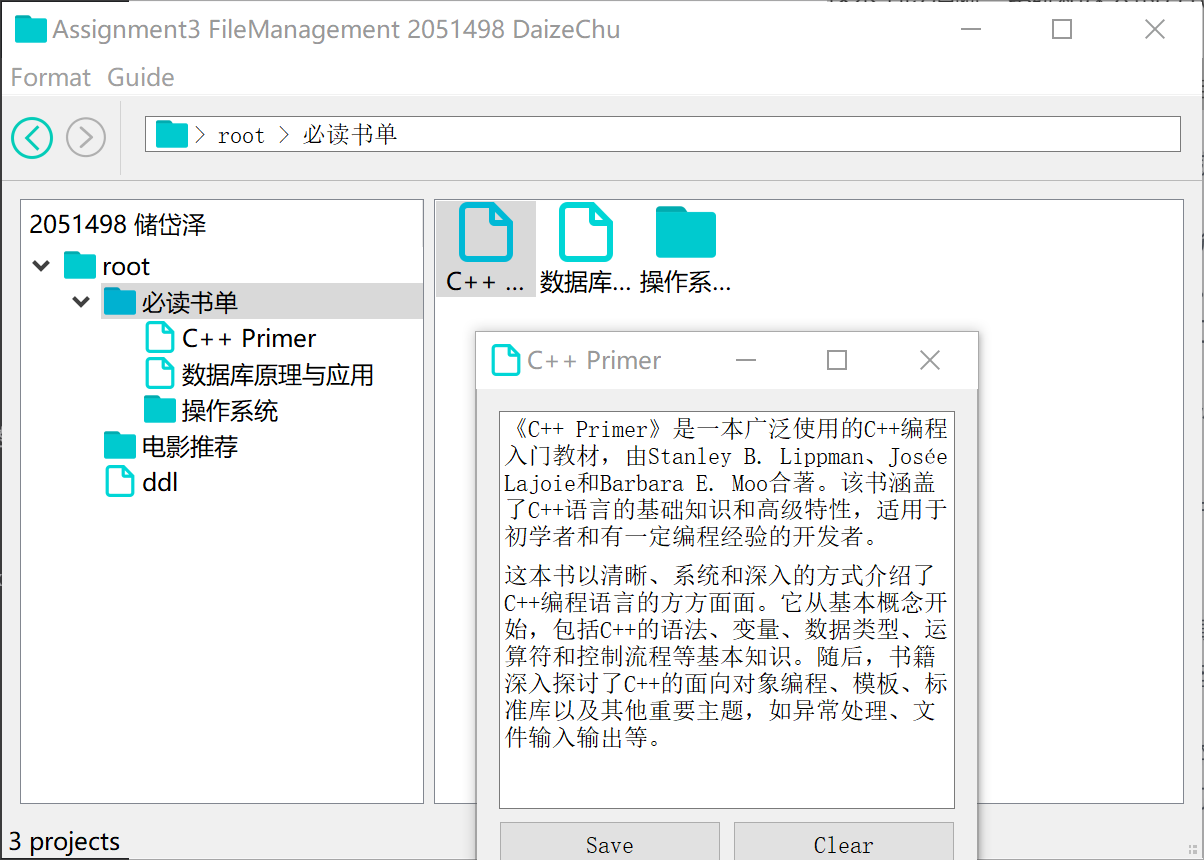 Assignment3 FileManagement 2051498 DaizeChu
Format Guide
root 必读书单
2051498 储岱泽
root
必读书单
C++ Primer
数据库原理与应用
操作系统
电影推荐
ddl
C++ ... 数据库... 操作系...
C++ Primer
《C++ Primer》是一本广泛使用的C++编程
入门教材，由Stanley B. Lippman、Josée
Lajoie和Barbara E. Moo合著。该书涵盖
了C++语言的基础知识和高级特性，适用于
初学者和有一定编程经验的开发者。
这本书以清晰、系统和深入的方式介绍了
C++编程语言的方方面面。它从基本概念开
始，包括C++的语法、变量、数据类型、运
算符和控制流程等基本知识。随后，书籍
深入探讨了C++的面向对象编程、模板、标
准库以及其他重要主题，如异常处理、文
件输入输出等。
Save Clear
3 projects